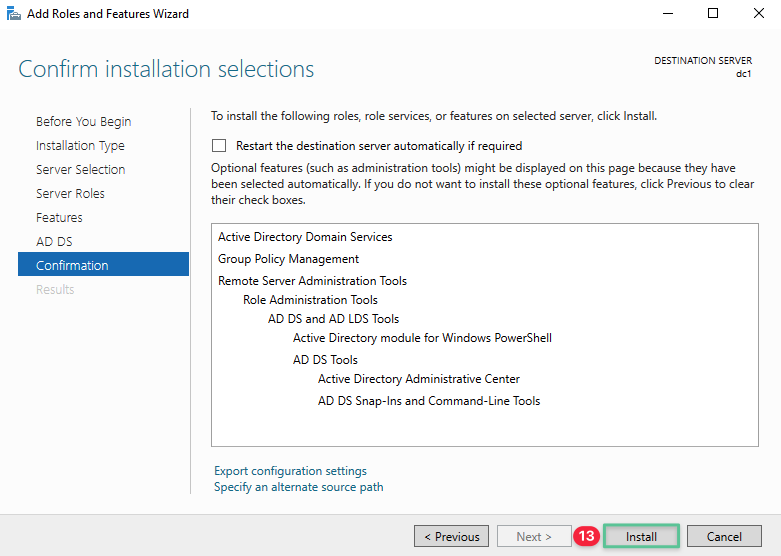 Add Roles and Features Wizard
Confirm installation selections
DESTINATION SERVER
dc1
Before You Begin
Installation Type
Server Selection
Server Roles
Features
AD DS
Confirmation
Results
To install the following roles, role services, or features on selected server, click Install.
Restart the destination server automatically if required
Optional features (such as administration tools) might be displayed on this page because they have
been selected automatically. If you do not want to install these optional features, click Previous to clear
their check boxes.
Active Directory Domain Services
Group Policy Management
Remote Server Administration Tools
Role Administration Tools
AD DS and AD LDS Tools
Active Directory module for Windows PowerShell
AD DS Tools
Active Directory Administrative Center
AD DS Snap-Ins and Command-Line Tools
Export configuration settings
Specify an alternate source path
< Previous
Next >
13
Install
Cancel